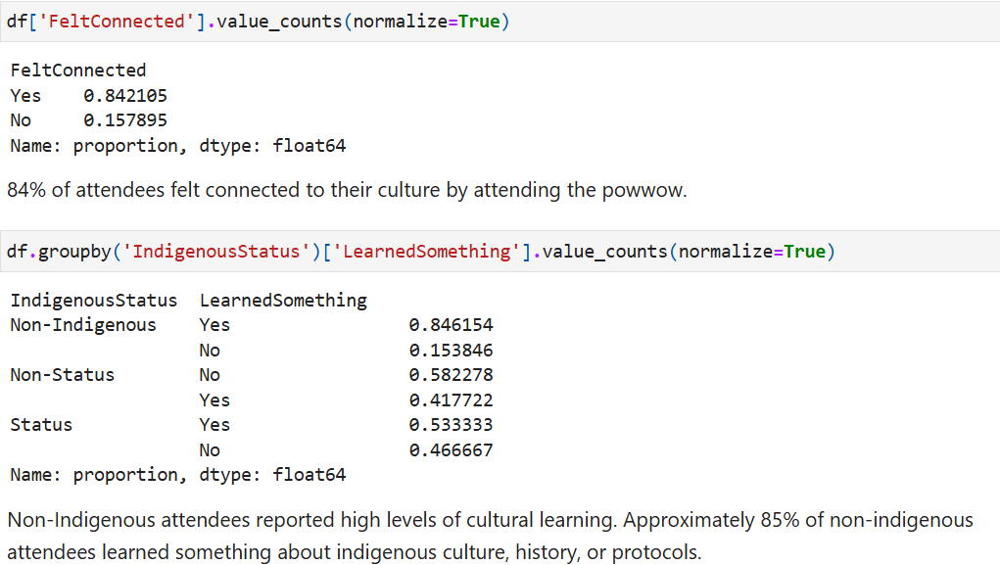 df['FeltConnected'].value_counts(normalize=True)
FeltConnected
Yes    0.842105
No     0.157895
Name: proportion, dtype: float64
84% of attendees felt connected to their culture by attending the powwow.
df.groupby('IndigenousStatus')['LearnedSomething'].value_counts(normalize=True)
IndigenousStatus  LearnedSomething
Non-Indigenous    Yes                 0.846154
                  No                  0.153846
Non-Status        No                  0.582278
                  Yes                 0.417722
Status            Yes                 0.533333
                  No                  0.466667
Name: proportion, dtype: float64
Non-Indigenous attendees reported high levels of cultural learning. Approximately 85% of non-indigenous
attendees learned something about indigenous culture, history, or protocols.